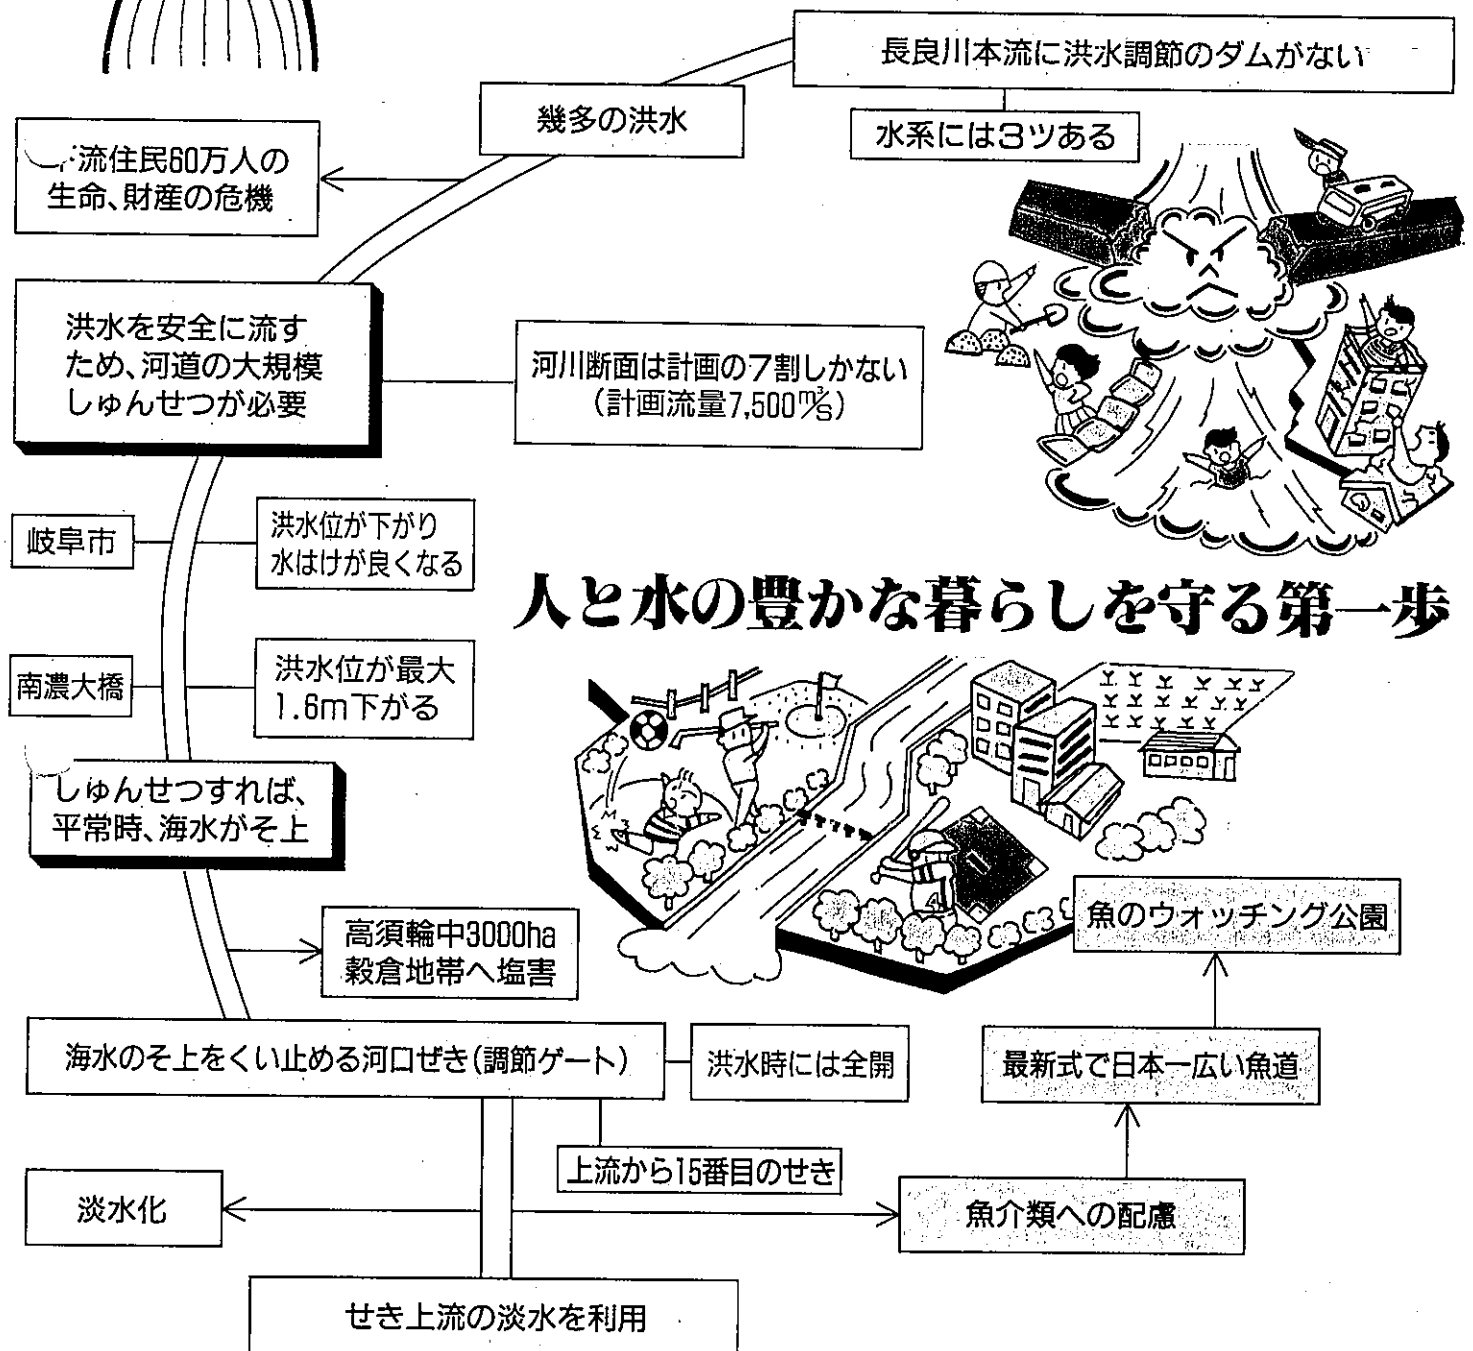 長良川本流に洪水調節のダムがない
水系には3ツある
幾多の洪水
流住民60万人の
生命、財産の危機
洪水を安全に流す
ため、河道の大規模
しゅんせつが必要
河川断面は計画の7割しかない
(計画流量7,500m³/S)
岐阜市
洪水位が下がり
水はけが良くなる
人と水の豊かな暮らしを守る第一歩
南濃大橋
洪水位が最大
1.6m下がる
しゅんせつすれば、
平常時、海水がそ上
高須輪中3000ha
穀倉地帯へ塩害
魚のウォッチング公園
海水のそ上をくい止める河口ぜき(調節ゲート)
洪水時には全開
最新式で日本一広い魚道
上流から15番目のせき
淡水化
魚介類への配慮
せき上流の淡水を利用